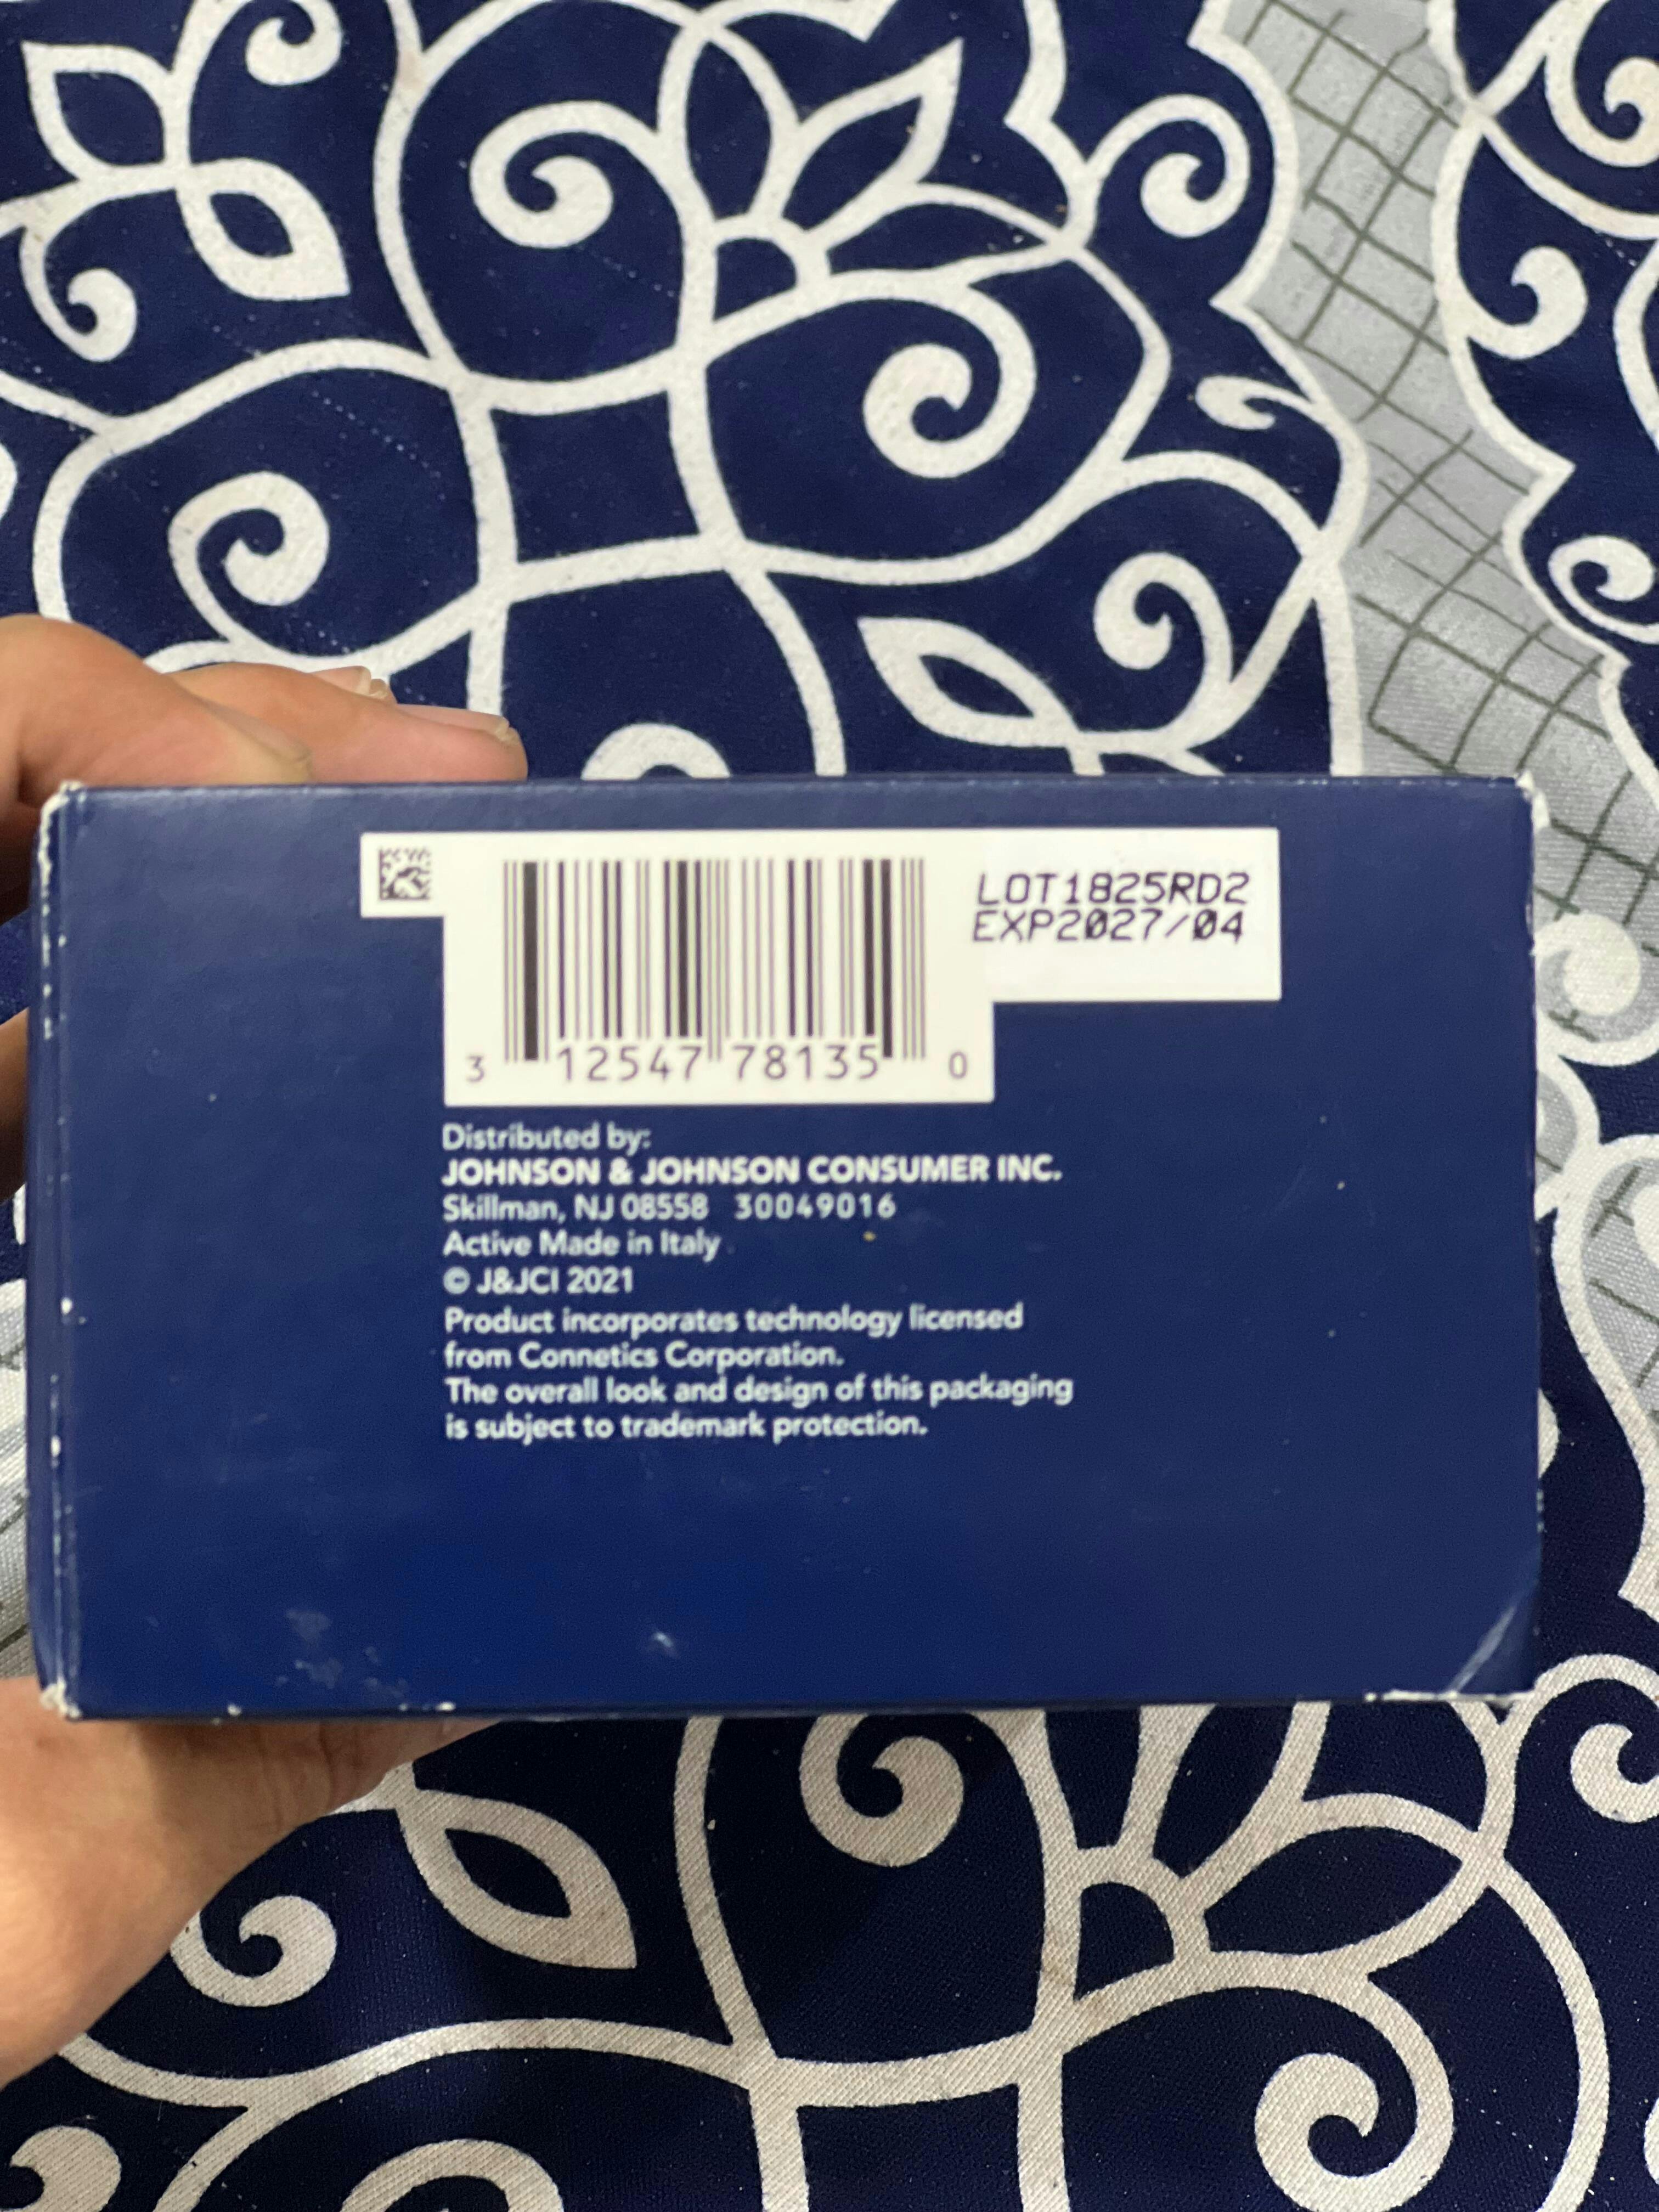 LOT1825RD2
EXP2027/04
3 12547 78135 0
Distributed by:
JOHNSON & JOHNSON CONSUMER INC.
Skillman, NJ 08558 30049016
Active Made in Italy
© J&JCI 2021
Product incorporates technology licensed
from Connetics Corporation.
The overall look and design of this packaging
is subject to trademark protection.